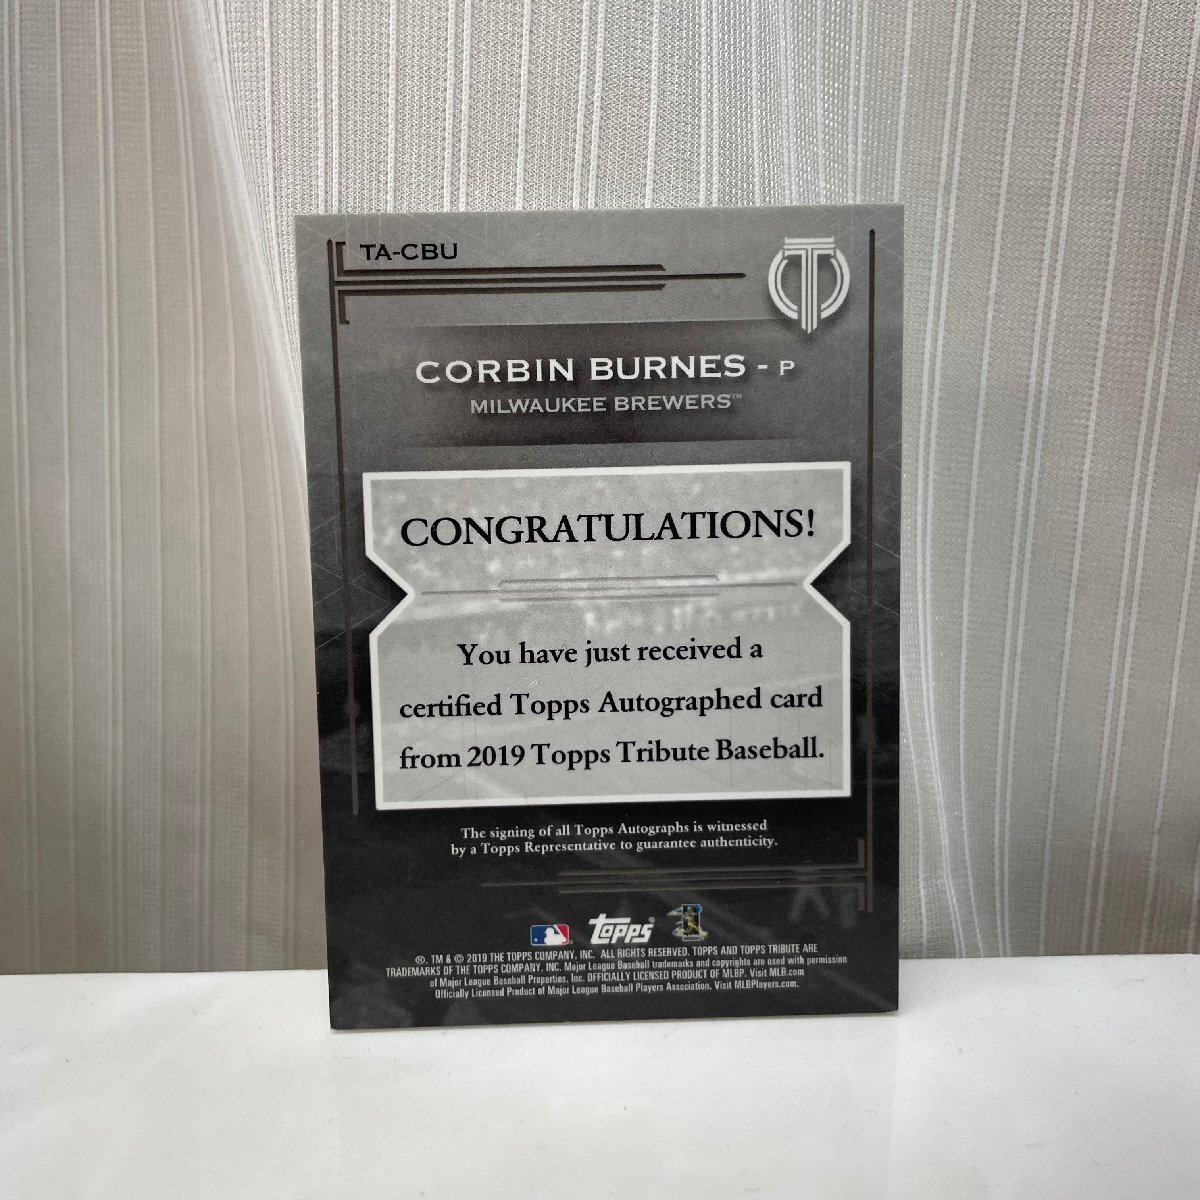 TA-CBU
CORBIN BURNES - P
MILWAUKEE BREWERS™
CONGRATULATIONS!
You have just received a
certified Topps Autographed card
from 2019 Topps Tribute Baseball.
The signing of all Topps Autographs is witnessed
by a Topps Representative to guarantee authenticity.
topps®
®, TM & © 2019 THE TOPPS COMPANY, INC. ALL RIGHTS RESERVED. TOPPS AND TOPPS TRIBUTE ARE
TRADEMARKS OF THE TOPPS COMPANY, INC. Major League Baseball trademarks and copyrights are used with permission
of Major League Baseball Properties, Inc. OFFICIALLY LICENSED PRODUCT OF MLBP. Visit MLB.com
Officially Licensed Product of Major League Baseball Players Association. Visit MLBPlayers.com.